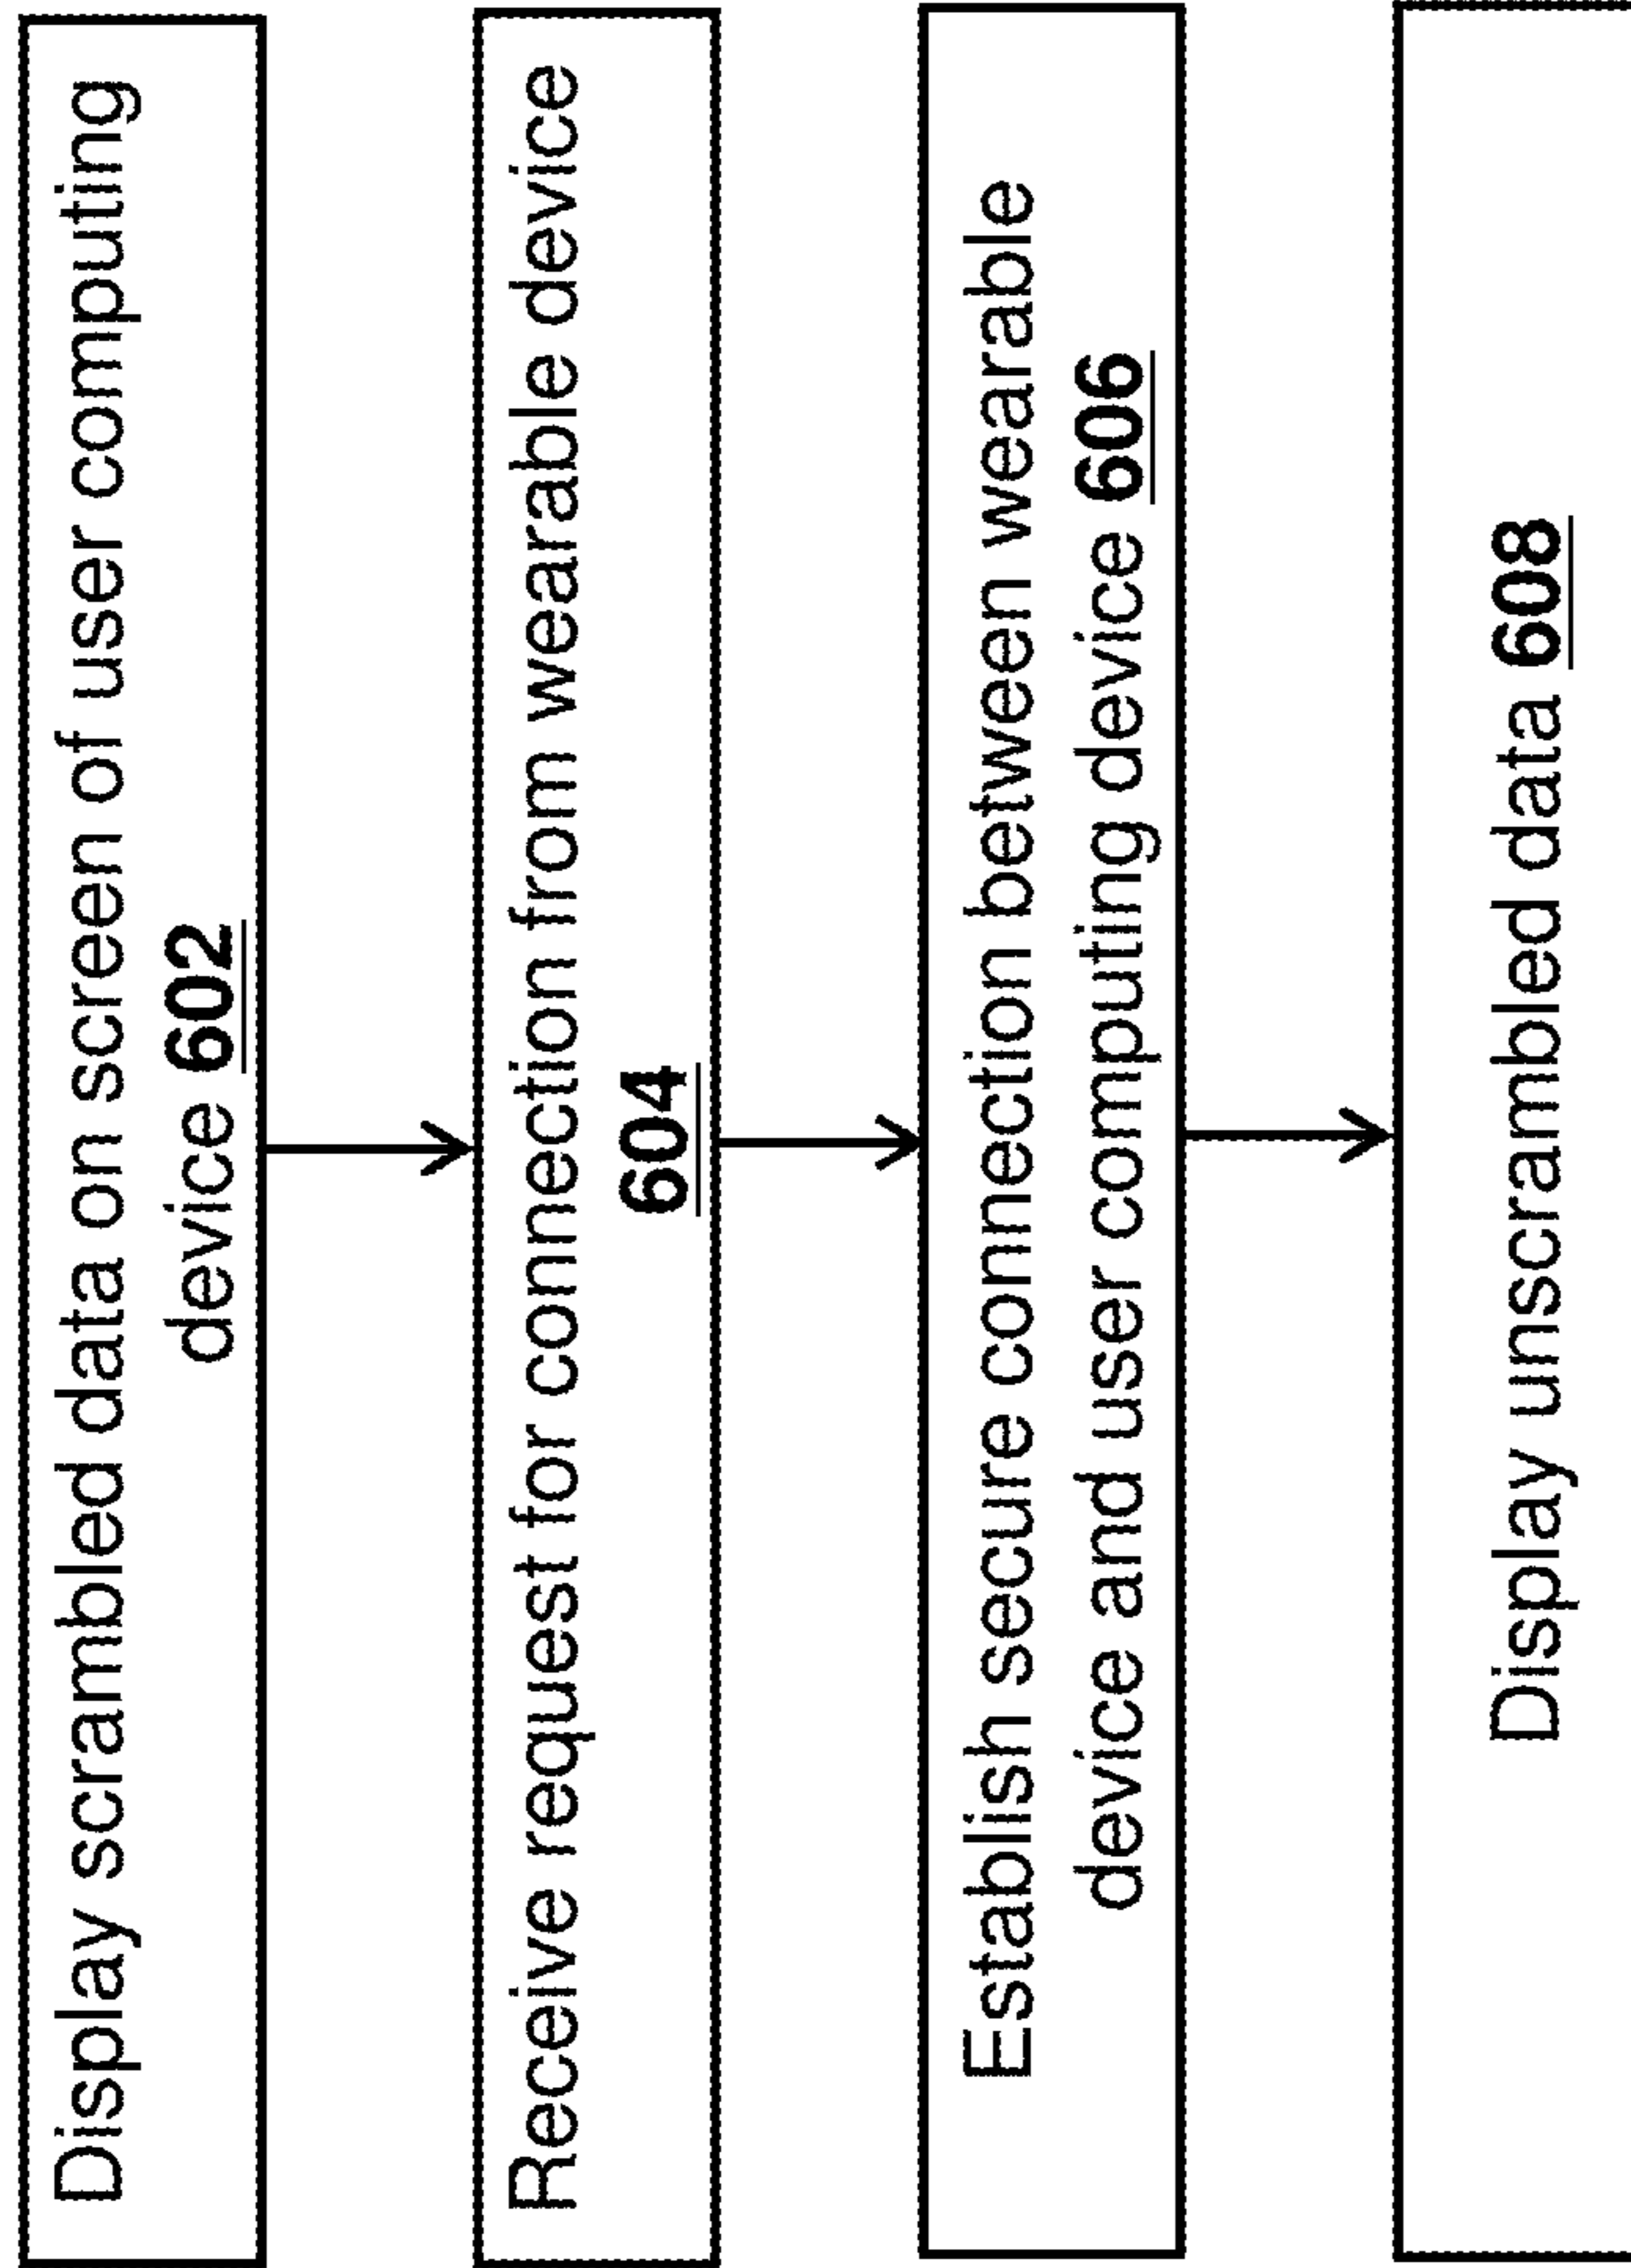 Display scrambled data on screen of user computing
device 602
Receive request for connection from wearable device
604
Establish secure connection between wearable
device and user computing device 606
Display unscrambled data 608